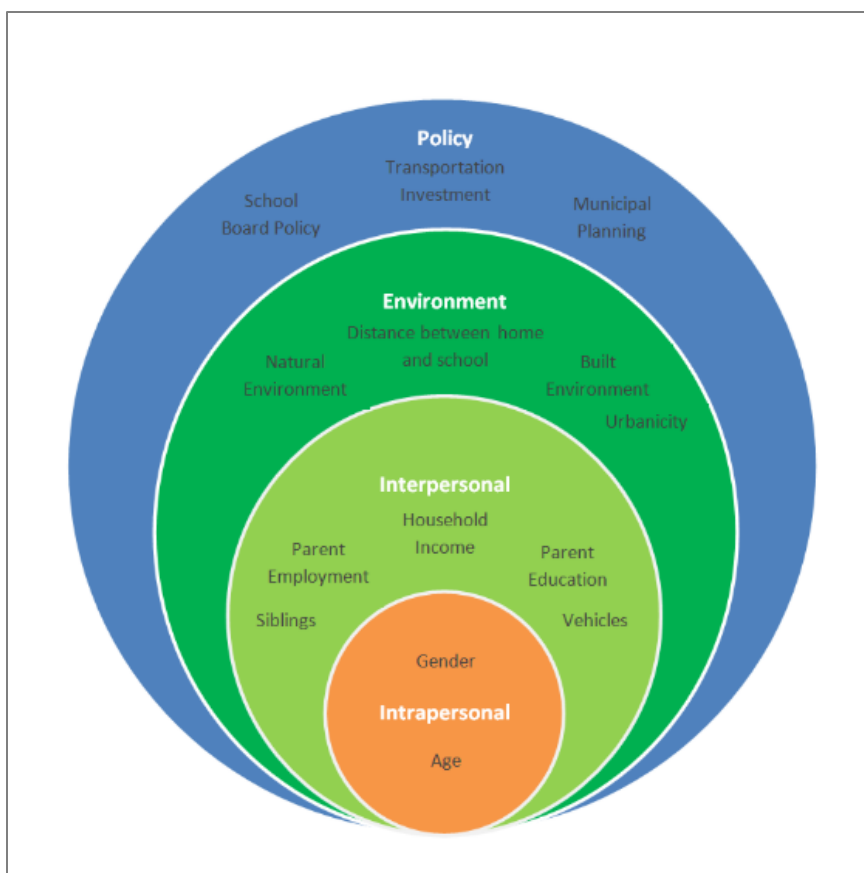 Policy
Transportation
Investment
School
Board Policy
Municipal
Planning
Environment
Distance between home
and school
Natural
Environment
Built
Environment
Urbanicity
Interpersonal
Household
Income
Parent
Employment
Parent
Education
Siblings
Vehicles
Gender
Intrapersonal
Age